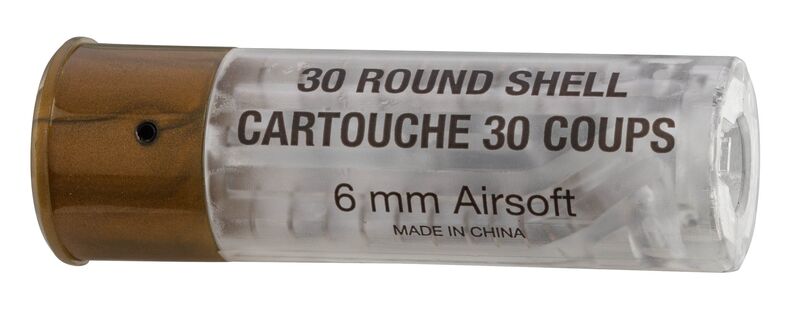 30 ROUND SHELL
CARTOUCHE 30 COUPS
6 mm Airsoft
MADE IN CHINA